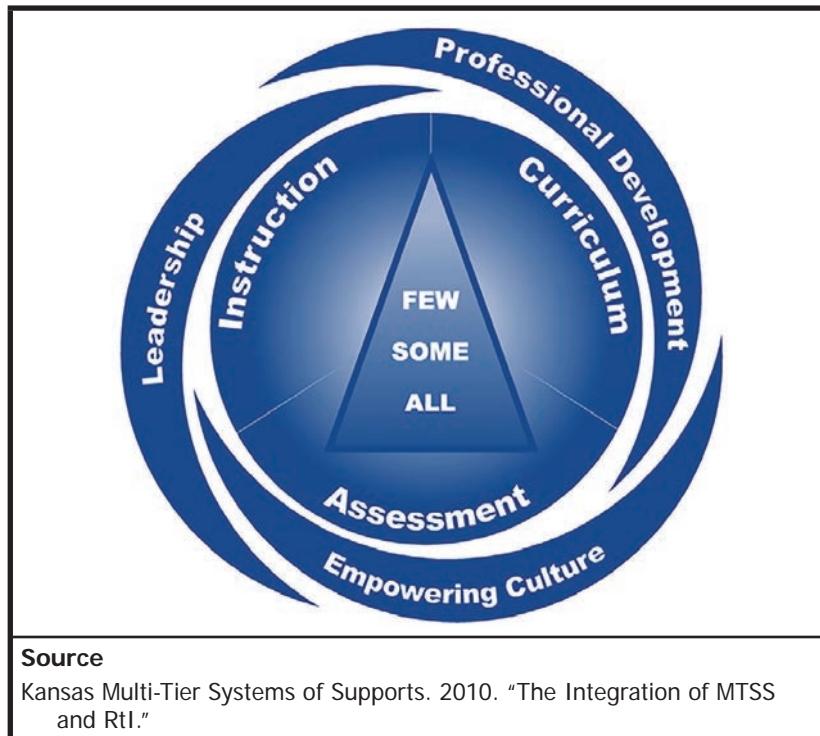 Professional Development
Leadership
Instruction
Curriculum
FEW
SOME
ALL
Assessment
Empowering Culture
Source
Kansas Multi-Tier Systems of Supports. 2010. “The Integration of MTSS
and RtI.”